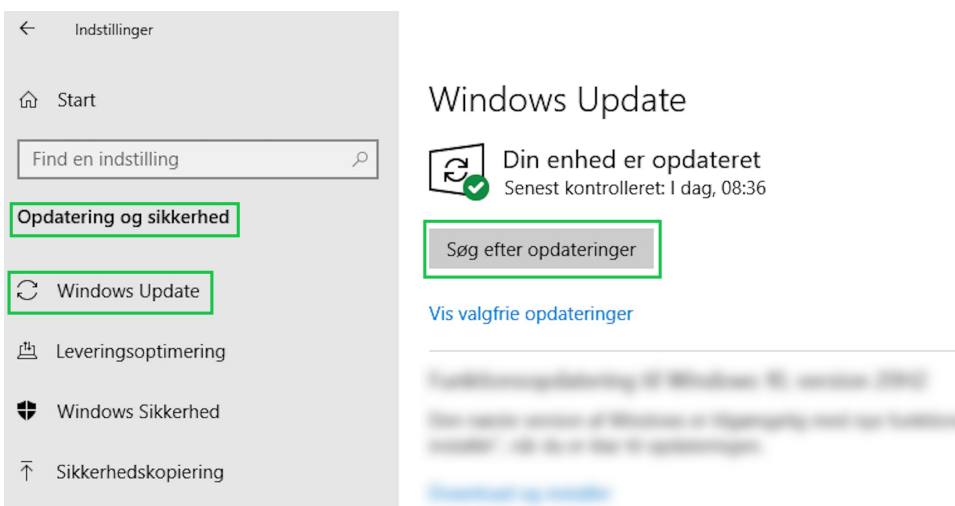 Indstillinger
Start
Find en indstilling
Opdatering og sikkerhed
Windows Update
Leveringsoptimering
Windows Sikkerhed
Sikkerhedskopiering
Windows Update
Din enhed er opdateret
Senest kontrolleret: I dag, 08:36
Søg efter opdateringer
Vis valgfrie opdateringer